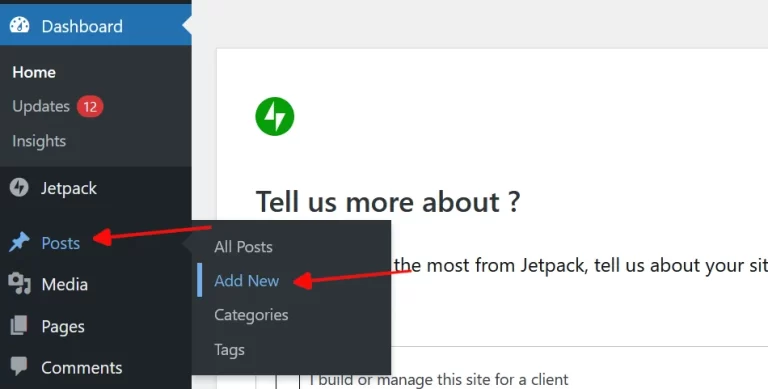 Dashboard
Home
Updates 12
Insights
Jetpack
Posts
Media
Pages
Comments
All Posts
Add New
Categories
Tags
Tell us more about ?
the most from Jetpack, tell us about your sit
I build or manage this site for a client